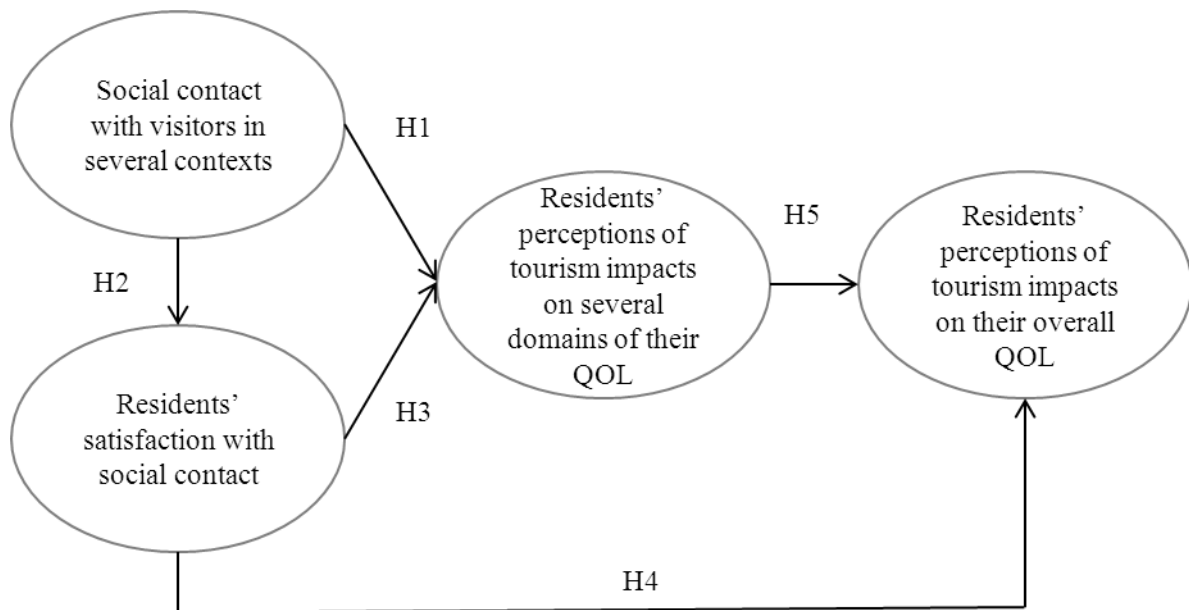 Social contact
with visitors in
several contexts
H1
H2
Residents’
satisfaction with
social contact
H3
Residents’
perceptions of
tourism impacts
on several
domains of their
QOL
H5
Residents’
perceptions of
tourism impacts
on their overall
QOL
H4